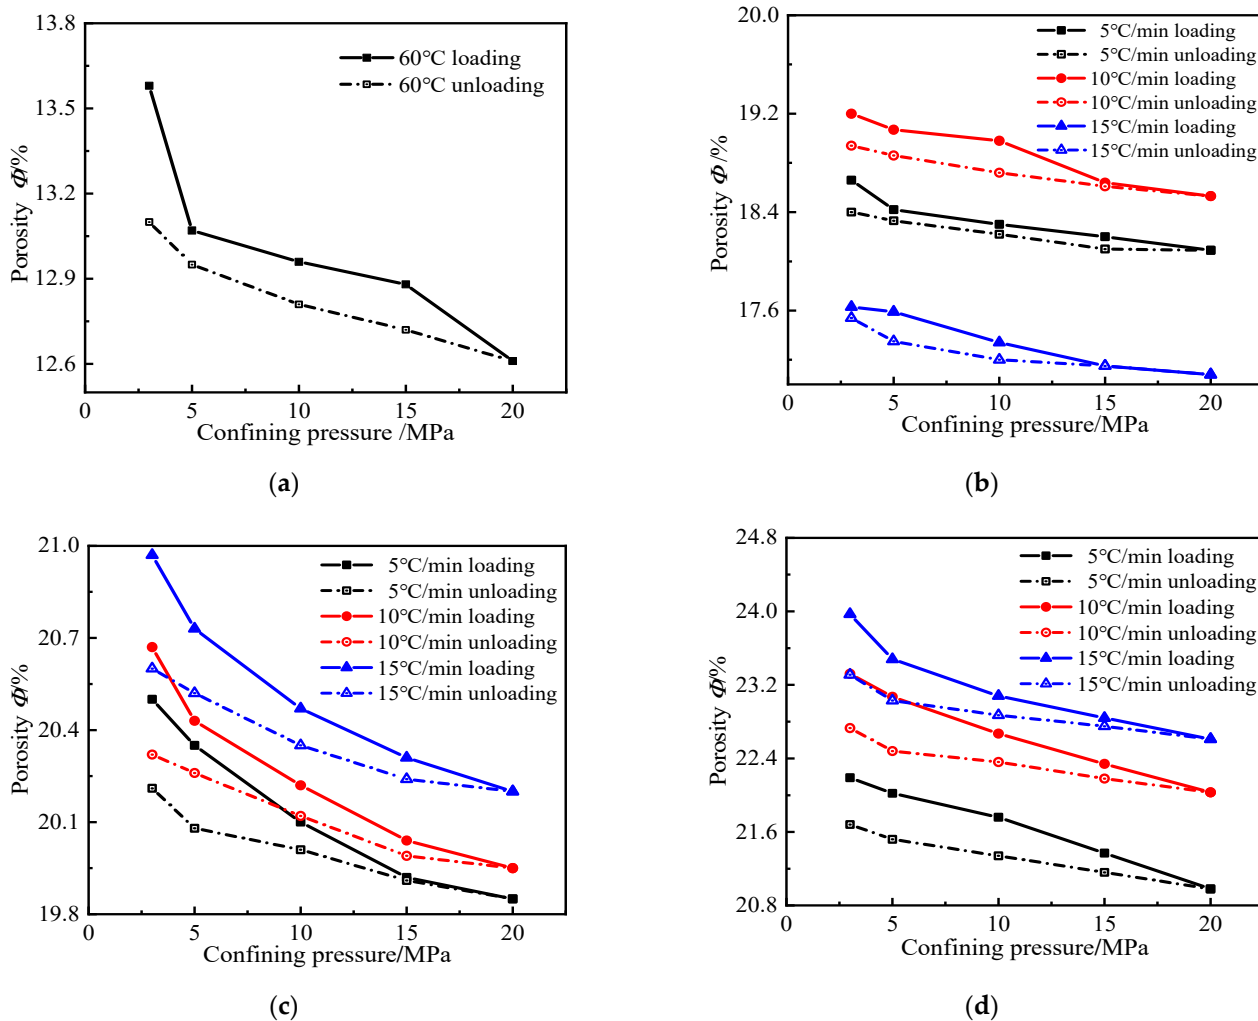 13.8
13.5
13.2
12.9
12.6
Porosity Φ/%
60°C loading
60°C unloading
0 5 10 15 20
Confining pressure /MPa
(a)
20.0
19.2
18.4
17.6
Porosity Φ /%
5°C/min loading
5°C/min unloading
10°C/min loading
10°C/min unloading
15°C/min loading
15°C/min unloading
0 5 10 15 20
Confining pressure/MPa
(b)
21.0
20.7
20.4
20.1
19.8
Porosity Φ/%
5°C/min loading
5°C/min unloading
10°C/min loading
10°C/min unloading
15°C/min loading
15°C/min unloading
0 5 10 15 20
Confining pressure/MPa
(c)
24.8
24.0
23.2
22.4
21.6
20.8
Porosity Φ/%
5°C/min loading
5°C/min unloading
10°C/min loading
10°C/min unloading
15°C/min loading
15°C/min unloading
0 5 10 15 20
Confining pressure/MPa
(d)